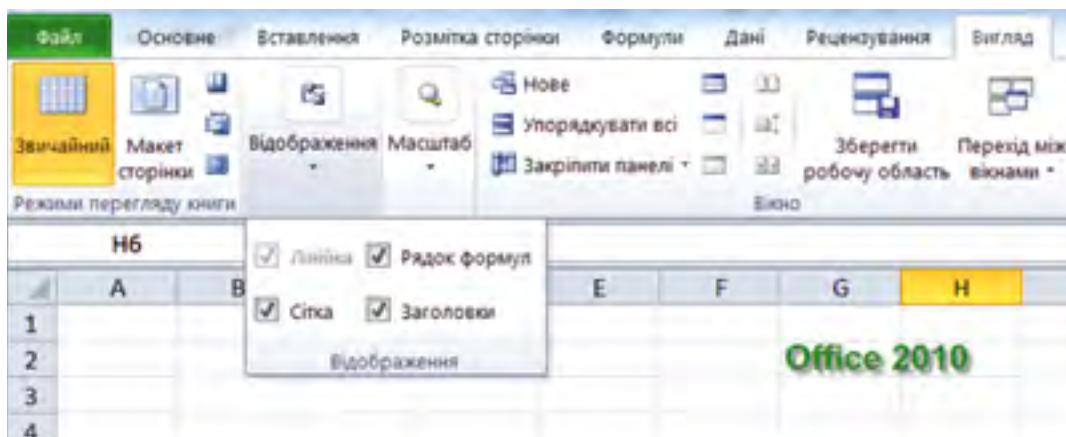 Файл Основне Вставлення Розмітка сторінки Формули Дані Рецензування Вигляд
Звичайний
Макет сторінки
Режими перегляду книги
Відображення
Масштаб
Нове
Упорядкувати всі
Закріпити панелі
Зберегти робочу область
Перехід між вікнами
Вікно
H6
Лінійка Рядок формул
Сітка Заголовки
Відображення
A B E F G H
1
2
3
4
Office 2010